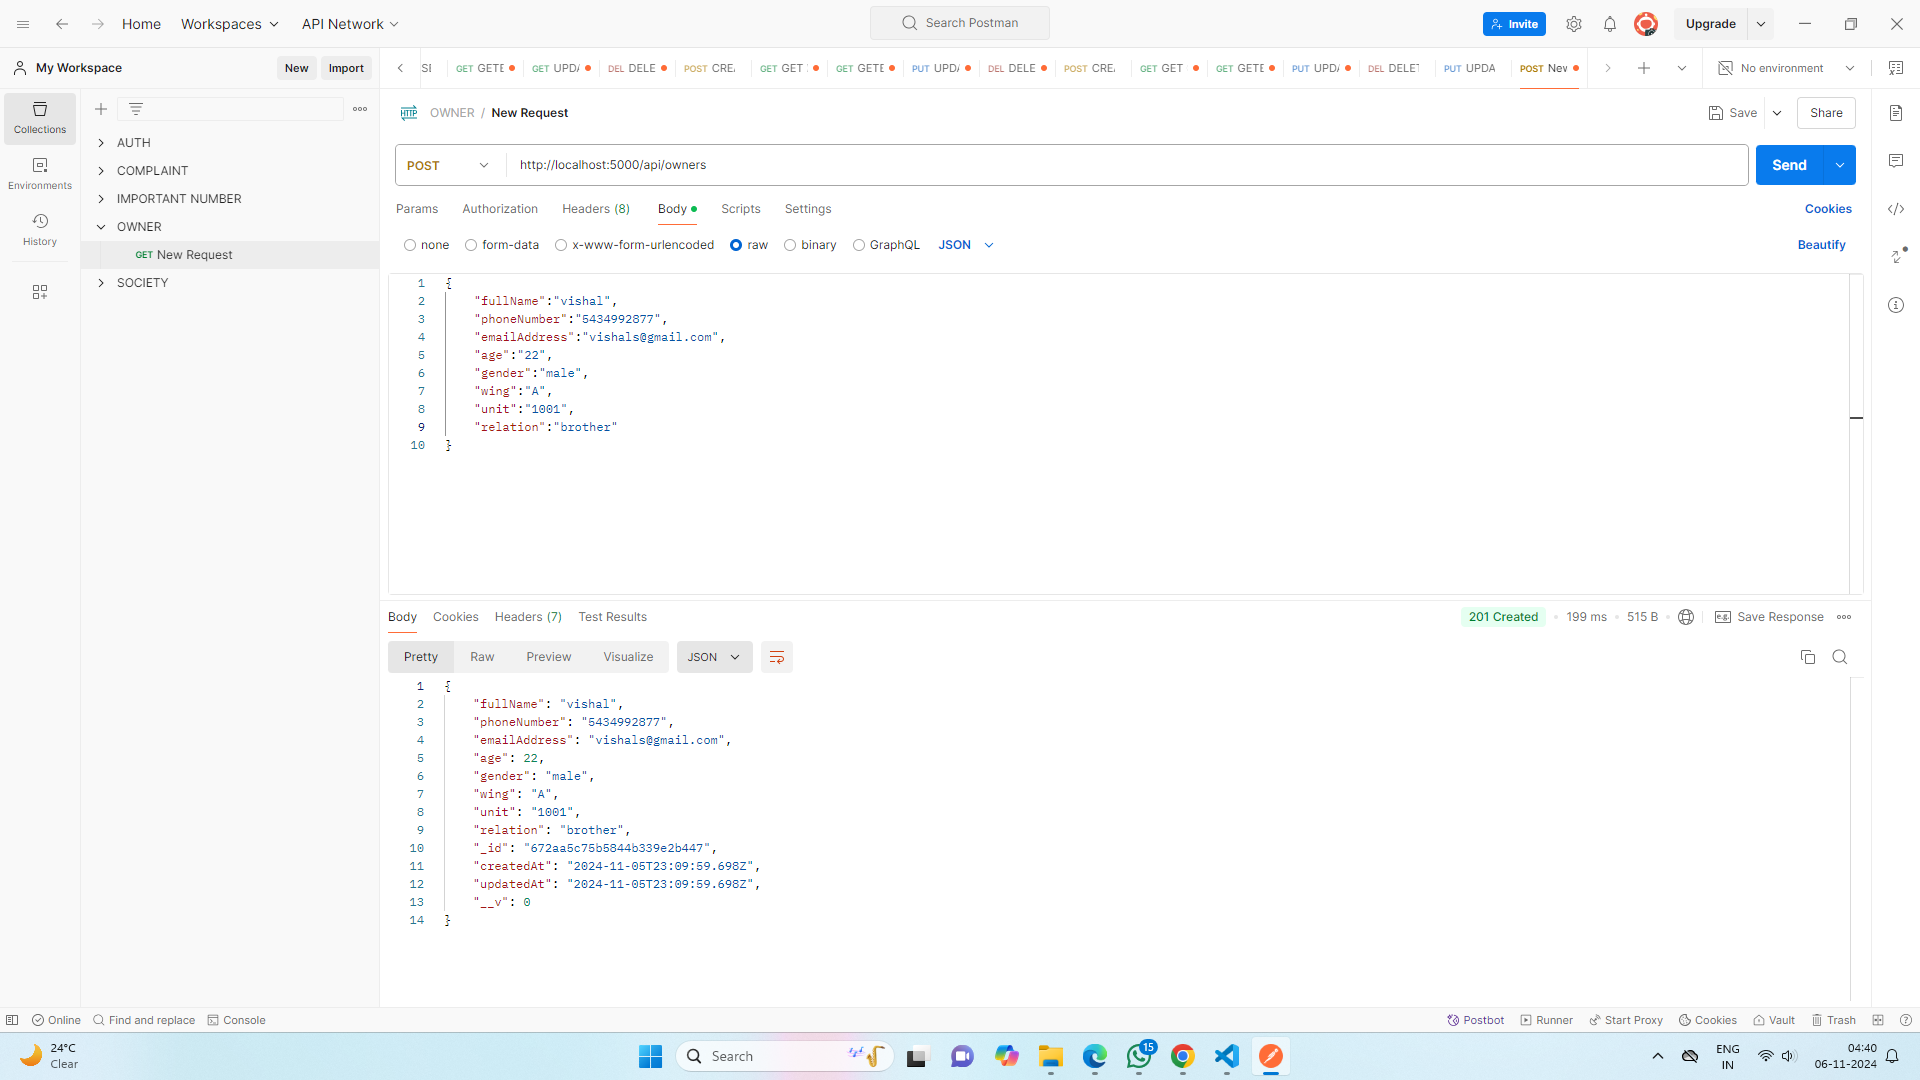 Home Workspaces API Network Search Postman Invite Upgrade
My Workspace New Import GET GETE GET UPDA DEL DELE POST CREA GET GET GET GETE PUT UPDA DEL DELE POST CREA GET GET GET GETE PUT UPDA DEL DELET PUT UPDA POST New No environment
Collections
Environments
History
AUTH
COMPLAINT
IMPORTANT NUMBER
OWNER
GET New Request
SOCIETY
HTTP OWNER / New Request Save Share
POST http://localhost:5000/api/owners Send
Params Authorization Headers (8) Body Scripts Settings Cookies
none form-data x-www-form-urlencoded raw binary GraphQL JSON Beautify
1 {
2 "fullName":"vishal",
3 "phoneNumber":"5434992877",
4 "emailAddress":"vishals@gmail.com",
5 "age":"22",
6 "gender":"male",
7 "wing":"A",
8 "unit":"1001",
9 "relation":"brother"
10 }
Body Cookies Headers (7) Test Results 201 Created 199 ms 515 B e.g. Save Response
Pretty Raw Preview Visualize JSON
1 {
2 "fullName": "vishal",
3 "phoneNumber": "5434992877",
4 "emailAddress": "vishals@gmail.com",
5 "age": 22,
6 "gender": "male",
7 "wing": "A",
8 "unit": "1001",
9 "relation": "brother",
10 "_id": "672aa5c75b5844b339e2b447",
11 "createdAt": "2024-11-05T23:09:59.698Z",
12 "updatedAt": "2024-11-05T23:09:59.698Z",
13 "__v": 0
14 }
Online Find and replace Console Postbot Runner Start Proxy Cookies Vault Trash
24°C
Clear
Search
15
ENG
IN
04:40
06-11-2024